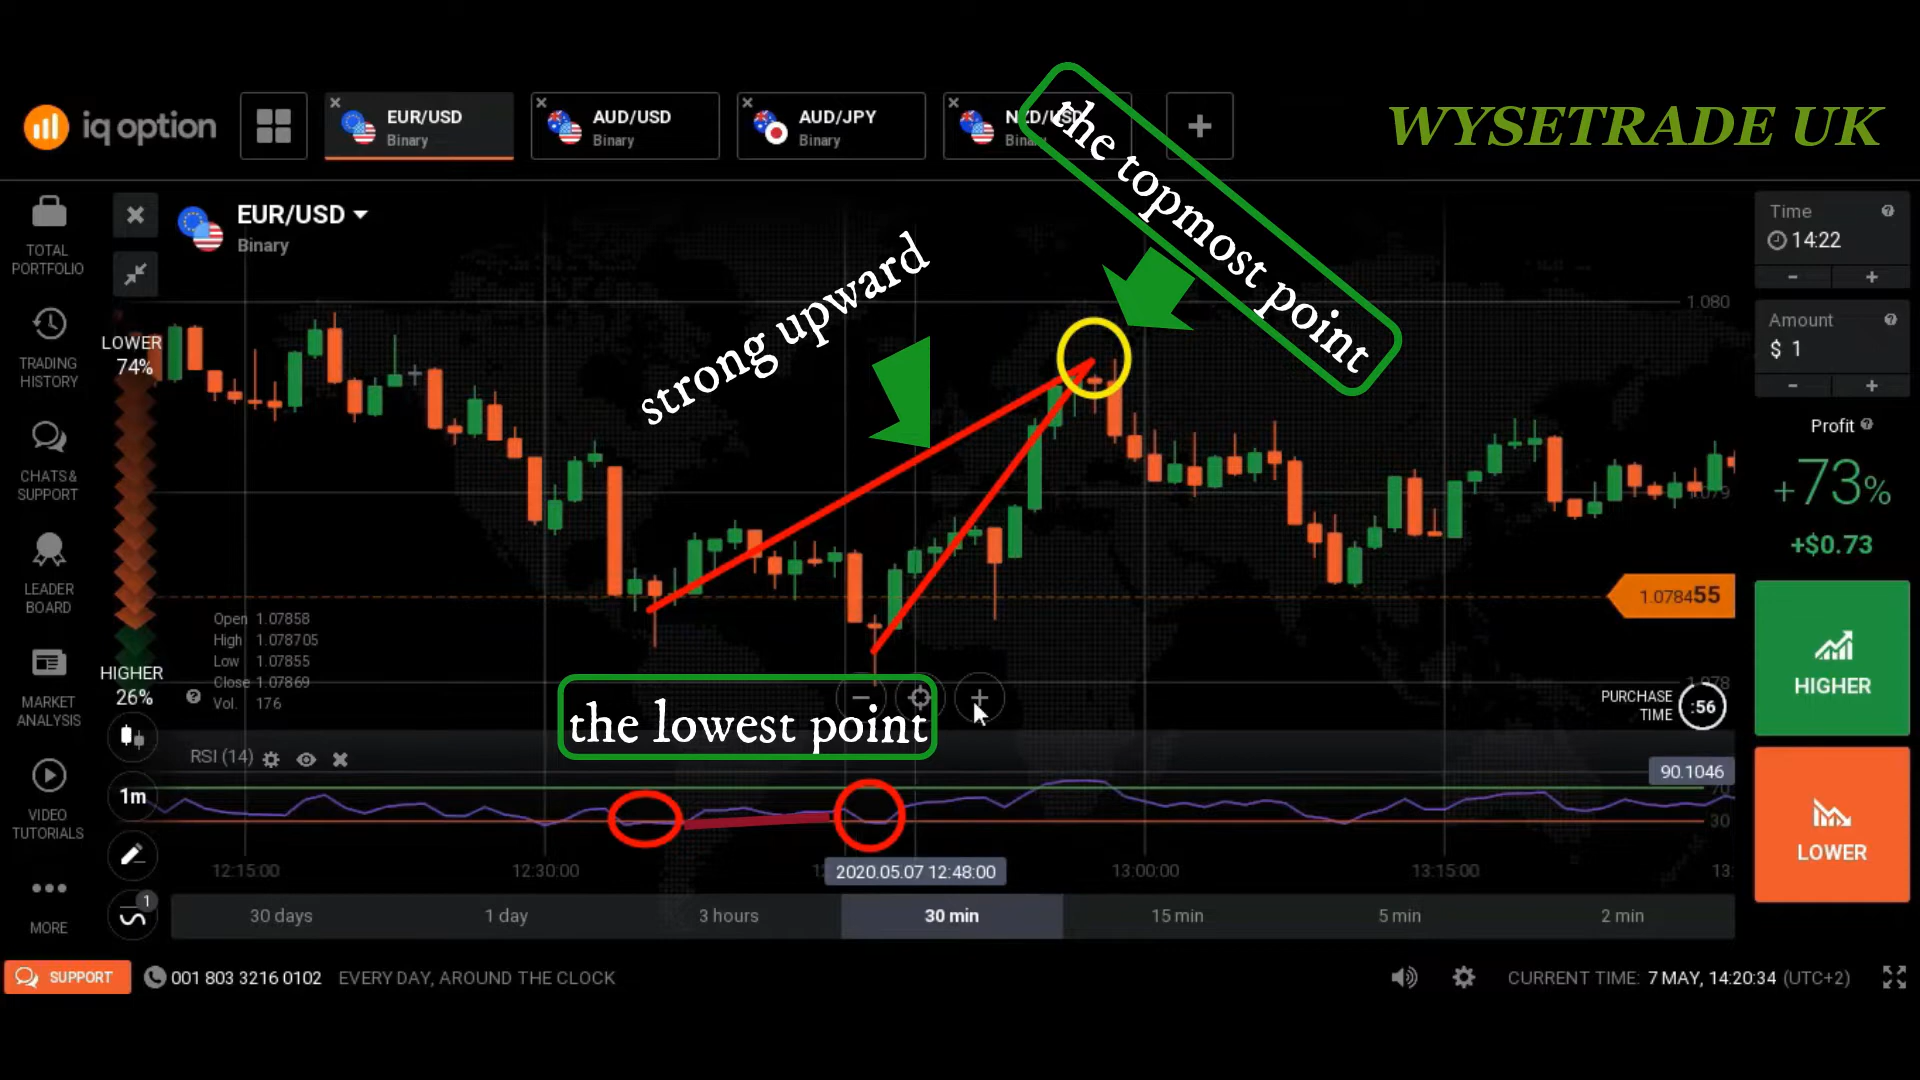 iq option
EUR/USD
Binary
AUD/USD
Binary
AUD/JPY
Binary
WYSETRADE UK
the topmost point
EUR/USD
Binary
strong upward
TOTAL
PORTFOLIO
TRADING
HISTORY
CHATS &
SUPPORT
LEADER
BOARD
MARKET
ANALYSIS
VIDEO
TUTORIALS
MORE
LOWER
74%
HIGHER
26%
Open 1.07858
High 1.078705
Low 1.07855
Close 1.07869
Vol. 176
the lowest point
1.080
1.079
1.078455
PURCHASE
TIME
:56
RSI (14)
90.1046
70
30
1m
1
12:15:00
12:30:00
2020.05.07 12:48:00
13:00:00
13:15:00
30 days
1 day
3 hours
30 min
15 min
5 min
2 min
Time
14:22
- +
Amount
$ 1
- +
Profit
+73%
+$0.73
HIGHER
LOWER
SUPPORT
001 803 3216 0102
EVERY DAY, AROUND THE CLOCK
CURRENT TIME: 7 MAY, 14:20:34 (UTC+2)